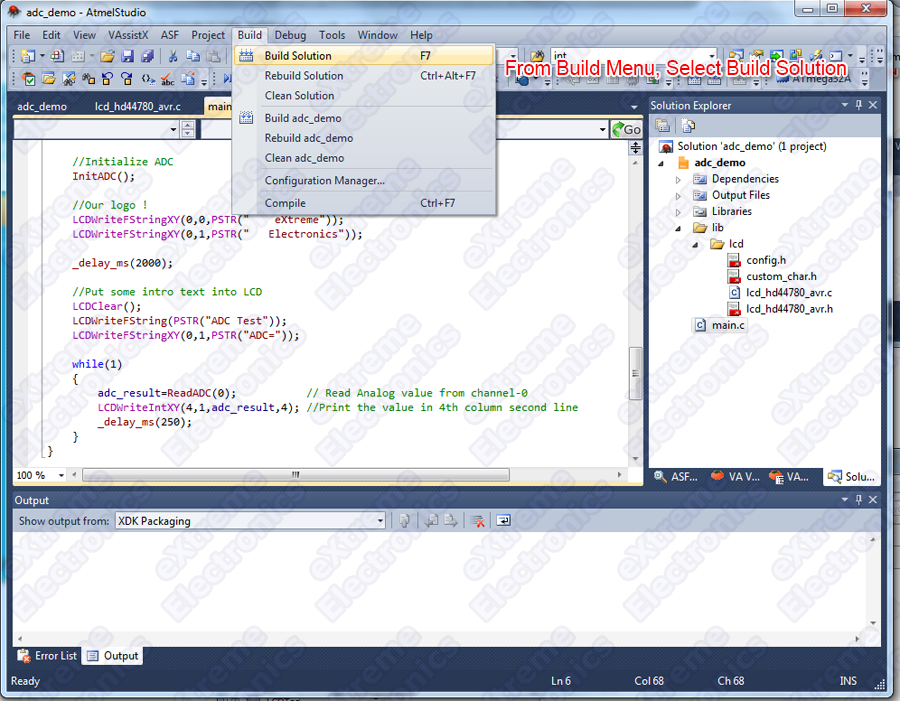 adc_demo - AtmelStudio
File Edit View VAssistX ASF Project Build Debug Tools Window Help
Build Solution F7
Rebuild Solution Ctrl+Alt+F7
Clean Solution
Build adc_demo
Rebuild adc_demo
Clean adc_demo
Configuration Manager...
Compile Ctrl+F7
int
From Build Menu, Select Build Solution
ATmega32A
adc_demo lcd_hd44780_avr.c main
Go
//Initialize ADC
InitADC();
//Our logo !
LCDWriteFStringXY(0,0,PSTR("    eXtreme"));
LCDWriteFStringXY(0,1,PSTR("   Electronics"));
_delay_ms(2000);
//Put some intro text into LCD
LCDClear();
LCDWriteFString(PSTR("ADC Test"));
LCDWriteFStringXY(0,1,PSTR("ADC="));
while(1)
{
adc_result=ReadADC(0); // Read Analog value from channel-0
LCDWriteIntXY(4,1,adc_result,4); //Print the value in 4th column second line
_delay_ms(250);
}
}
100 %
Solution Explorer
Solution 'adc_demo' (1 project)
adc_demo
Dependencies
Output Files
Libraries
lib
lcd
config.h
custom_char.h
lcd_hd44780_avr.c
lcd_hd44780_avr.h
main.c
ASF... VA V... VA... Solu...
Output
Show output from: XDK Packaging
Error List Output
Ready Ln 6 Col 68 Ch 68 INS
eXtreme
Electronics